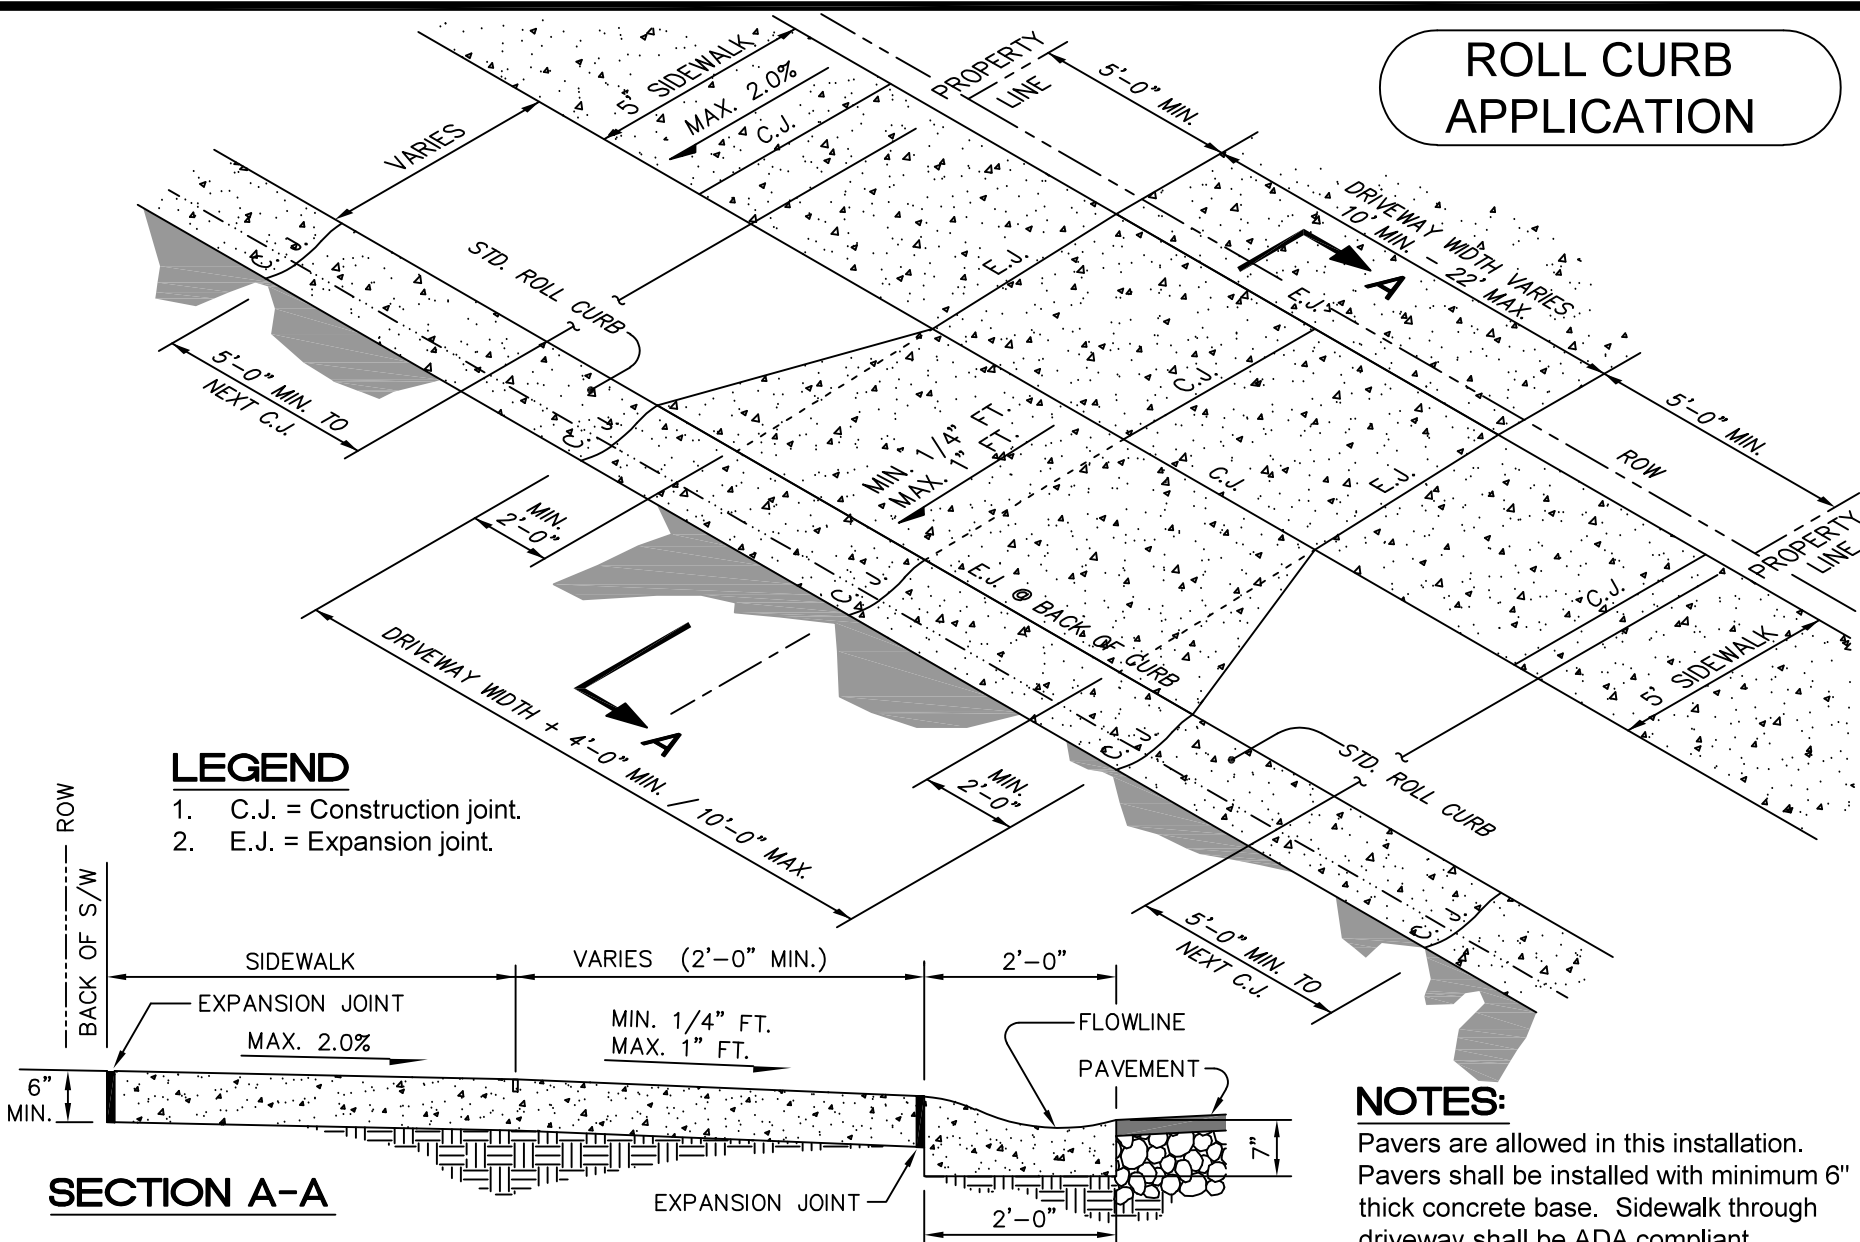 ROLL CURB
APPLICATION
5' SIDEWALK
MAX. 2.0%
C.J.
VARIES
PROPERTY
LINE
5'-0" MIN.
DRIVEWAY WIDTH VARIES
10' MIN. - 22' MAX.
A
E.J.
E.J.
STD. ROLL CURB
C.J.
5'-0" MIN. TO
NEXT C.J.
C.J.
5'-0" MIN.
ROW
PROPERTY
LINE
C.J.
MIN. 1/4" FT.
MAX. 1" FT.
C.J.
E.J.
C.J.
5' SIDEWALK
MIN.
2'-0"
C.J.
E.J. @ BACK OF CURB
DRIVEWAY WIDTH + 4'-0" MIN. / 10'-0" MAX.
A
MIN.
2'-0"
C.J.
STD. ROLL CURB
C.J.
5'-0" MIN. TO
NEXT C.J.
LEGEND
1. C.J. = Construction joint.
2. E.J. = Expansion joint.
ROW
BACK OF S/W
SIDEWALK
VARIES (2'-0" MIN.)
2'-0"
EXPANSION JOINT
MAX. 2.0%
MIN. 1/4" FT.
MAX. 1" FT.
FLOWLINE
PAVEMENT
6"
MIN.
7"
EXPANSION JOINT
2'-0"
SECTION A-A
NOTES:
Pavers are allowed in this installation.
Pavers shall be installed with minimum 6"
thick concrete base. Sidewalk through
driveway shall be ADA compliant